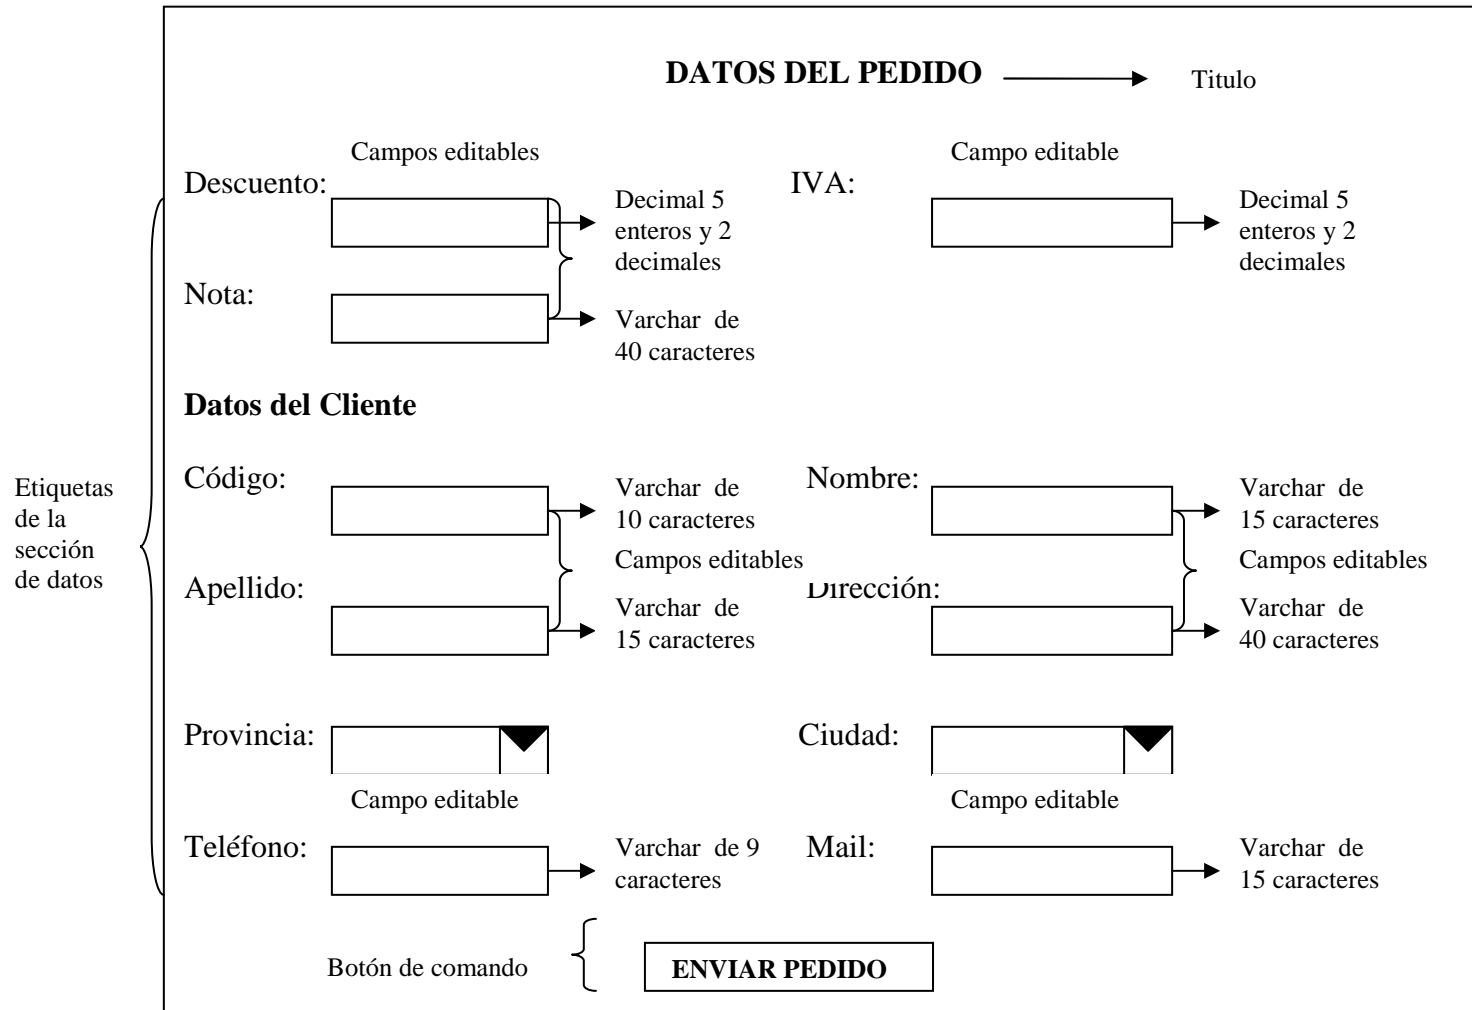 DATOS DEL PEDIDO
Titulo
Campos editables
Campo editable
Descuento:
Decimal 5
enteros y 2
decimales
IVA:
Decimal 5
enteros y 2
decimales
Nota:
Varchar de
40 caracteres
Datos del Cliente
Etiquetas
de la
sección
de datos
Código:
Varchar de
10 caracteres
Nombre:
Varchar de
15 caracteres
Campos editables
Campos editables
Apellido:
Varchar de
15 caracteres
Dirección:
Varchar de
40 caracteres
Provincia:
Ciudad:
Campo editable
Campo editable
Teléfono:
Varchar de 9
caracteres
Mail:
Varchar de
15 caracteres
Botón de comando
ENVIAR PEDIDO